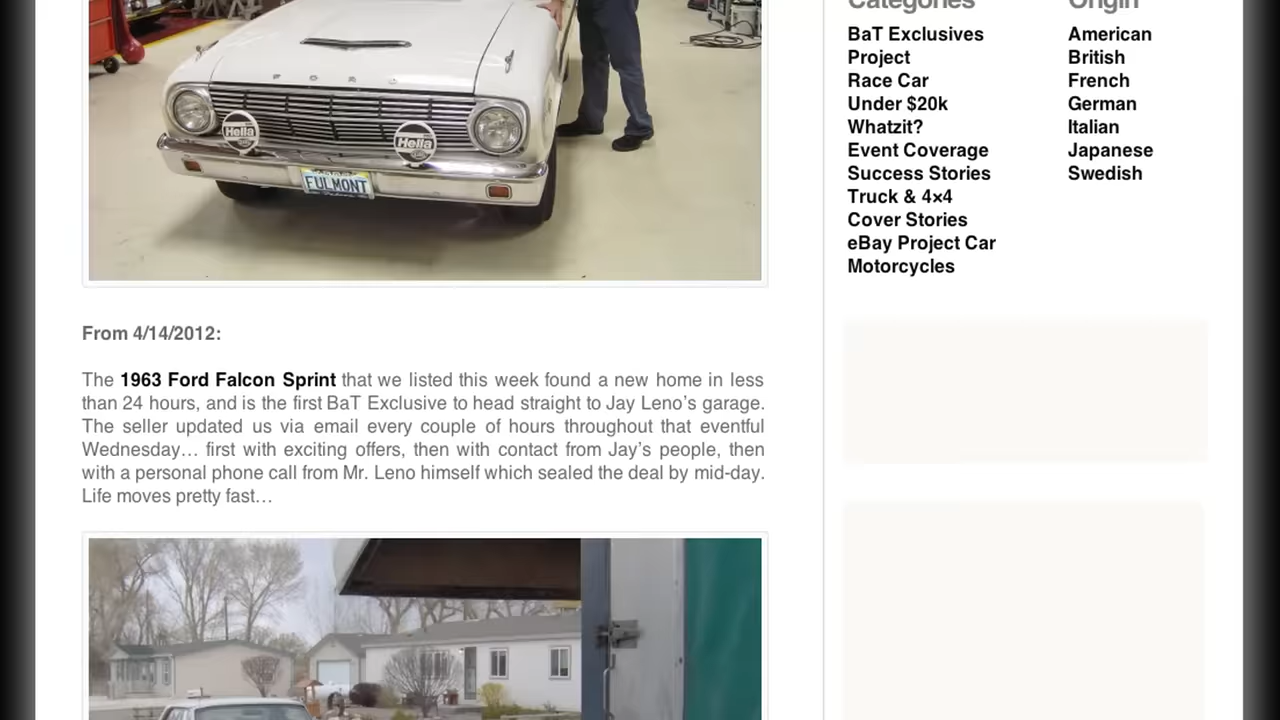 Categories
Origin
BaT Exclusives
American
Project
British
Race Car
French
Under $20k
German
Whatzit?
Italian
Event Coverage
Japanese
Success Stories
Swedish
Truck & 4×4
Cover Stories
eBay Project Car
Motorcycles
FORD
Hella
Hella
FULMONT
From 4/14/2012:
The 1963 Ford Falcon Sprint that we listed this week found a new home in less
than 24 hours, and is the first BaT Exclusive to head straight to Jay Leno’s garage.
The seller updated us via email every couple of hours throughout that eventful
Wednesday… first with exciting offers, then with contact from Jay’s people, then
with a personal phone call from Mr. Leno himself which sealed the deal by mid-day.
Life moves pretty fast…